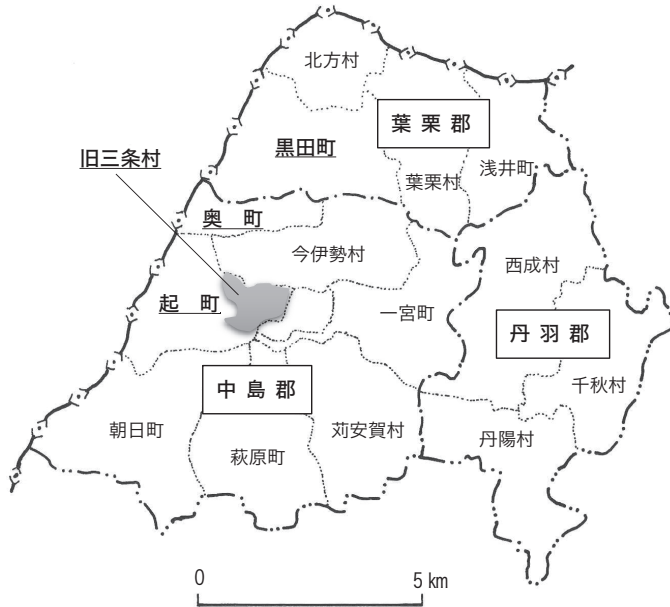 北方村
葉栗郡
黒田町
旧三条村
浅井町
葉栗村
奥町
今伊勢村
西成村
起町
一宮町
丹羽郡
中島郡
千秋村
朝日町
苅安賀村
丹陽村
萩原町
0 5 km